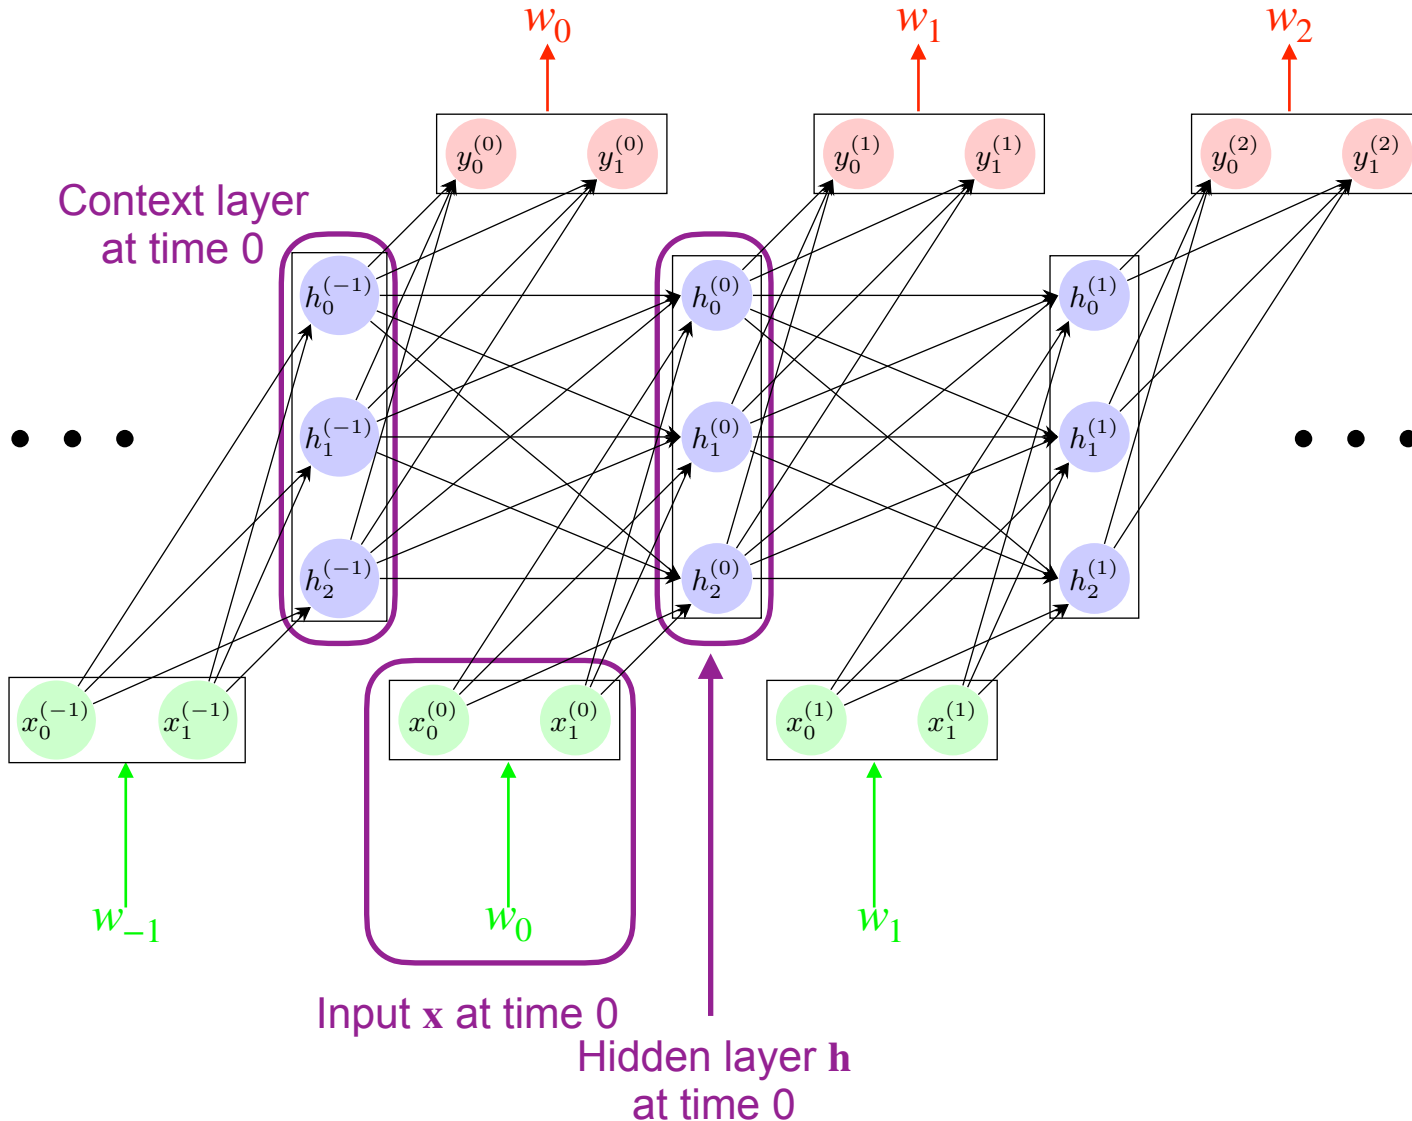 w₀ w₁ w₂
y₀⁽⁰⁾ y₁⁽⁰⁾ y₀⁽¹⁾ y₁⁽¹⁾ y₀⁽²⁾ y₁⁽²⁾
Context layer
at time 0
h₀⁽⁻¹⁾ h₀⁽⁰⁾ h₀⁽¹⁾
h₁⁽⁻¹⁾ h₁⁽⁰⁾ h₁⁽¹⁾
h₂⁽⁻¹⁾ h₂⁽⁰⁾ h₂⁽¹⁾
x₀⁽⁻¹⁾ x₁⁽⁻¹⁾ x₀⁽⁰⁾ x₁⁽⁰⁾ x₀⁽¹⁾ x₁⁽¹⁾
w₋₁ w₀ w₁
Input x at time 0
Hidden layer h
at time 0